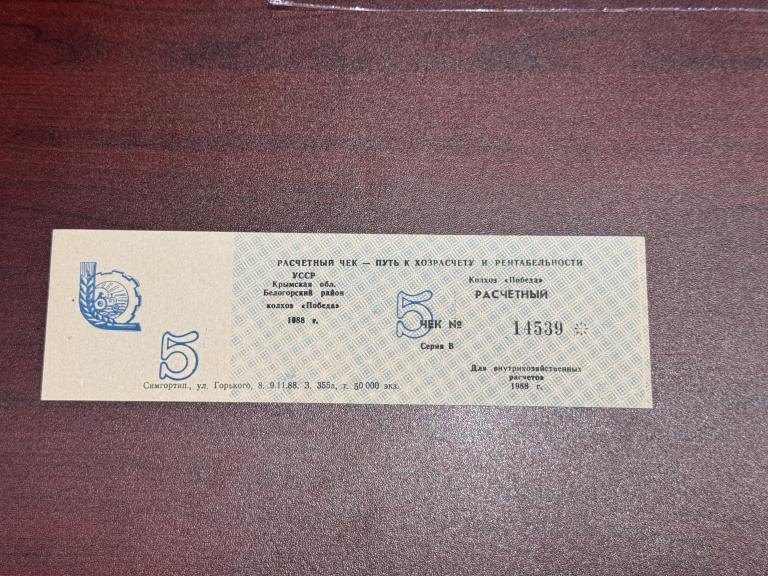 РАСЧЕТНЫЙ ЧЕК — ПУТЬ К ХОЗРАСЧЕТУ И РЕНТАБЕЛЬНОСТИ
УССР
Крымская обл.
Белогорский район
колхоз «Победа»
1988 г.
5
Колхоз «Победа»
РАСЧЕТНЫЙ
5
ЧЕК № 14539
Серия В
Для внутрихозяйственных
расчетов
1988 г.
Симгортип., ул. Горького, 8. 9.11.88. З. 355а, т. 50 000 экз.